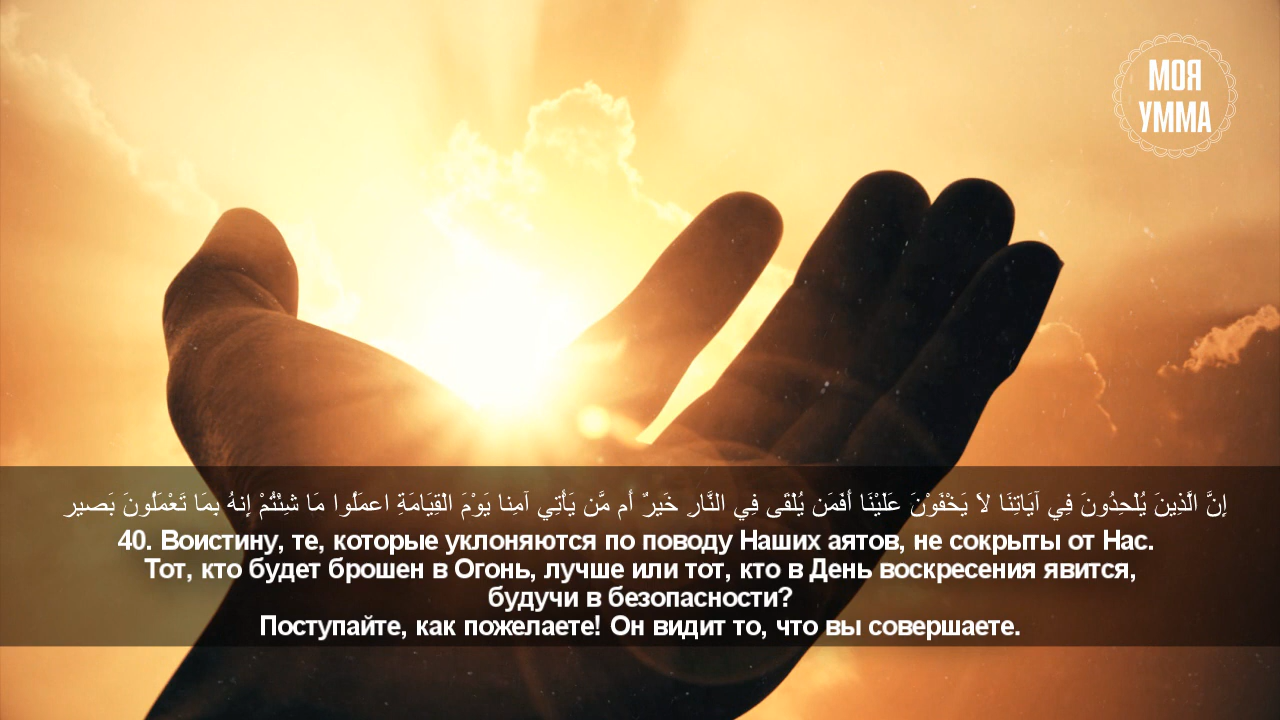 МОЯ
УММА
إِنَّ الَّذِينَ يُلْحِدُونَ فِي آيَاتِنَا لاَ يَخْفَوْنَ عَلَيْنَا أَفَمَن يُلْقَى فِي النَّارِ خَيرٌ أَم مَّن يَأْتِي آمِنا يَوْمَ الْقِيَامَةِ اعمَلُوا مَا شِئْتُمْ إِنهُ بِمَا تَعْمَلُونَ بَصير
40. Воистину, те, которые уклоняются по поводу Наших аятов, не сокрыты от Нас.
Тот, кто будет брошен в Огонь, лучше или тот, кто в День воскресения явится,
будучи в безопасности?
Поступайте, как пожелаете! Он видит то, что вы совершаете.